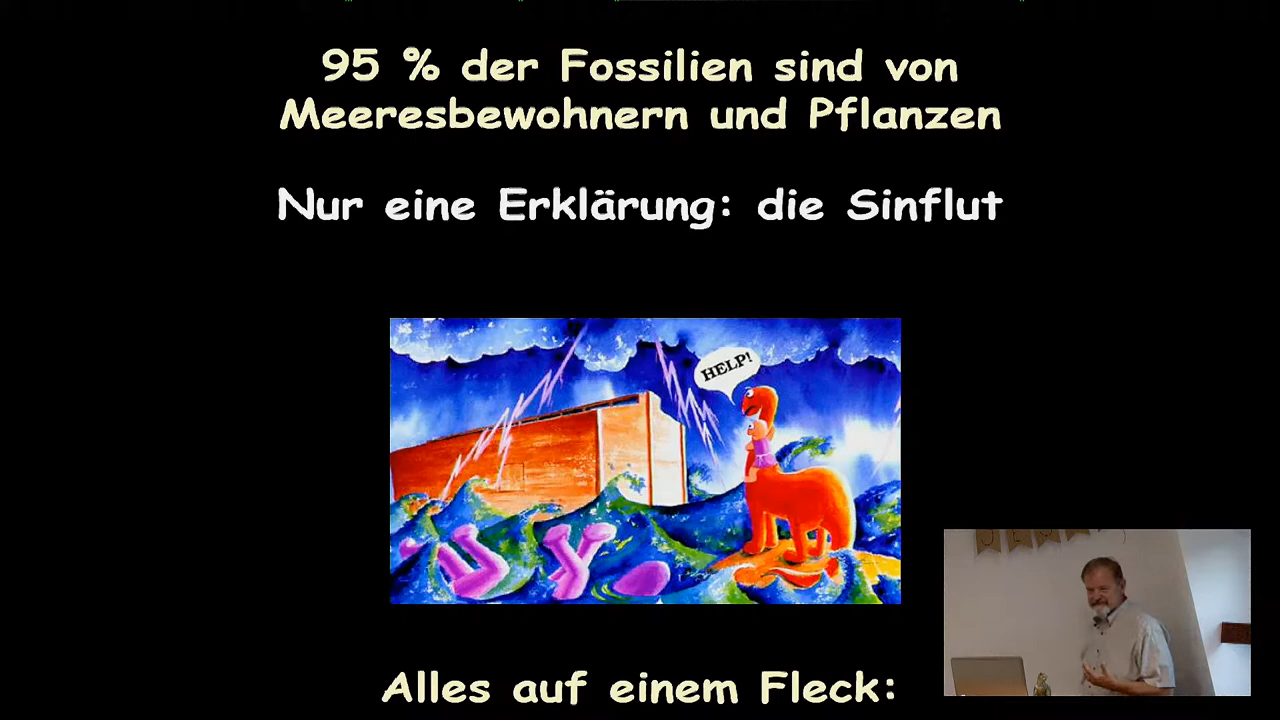 95 % der Fossilien sind von
Meeresbewohnern und Pflanzen
Nur eine Erklärung: die Sinflut
HELP!
Alles auf einem Fleck: